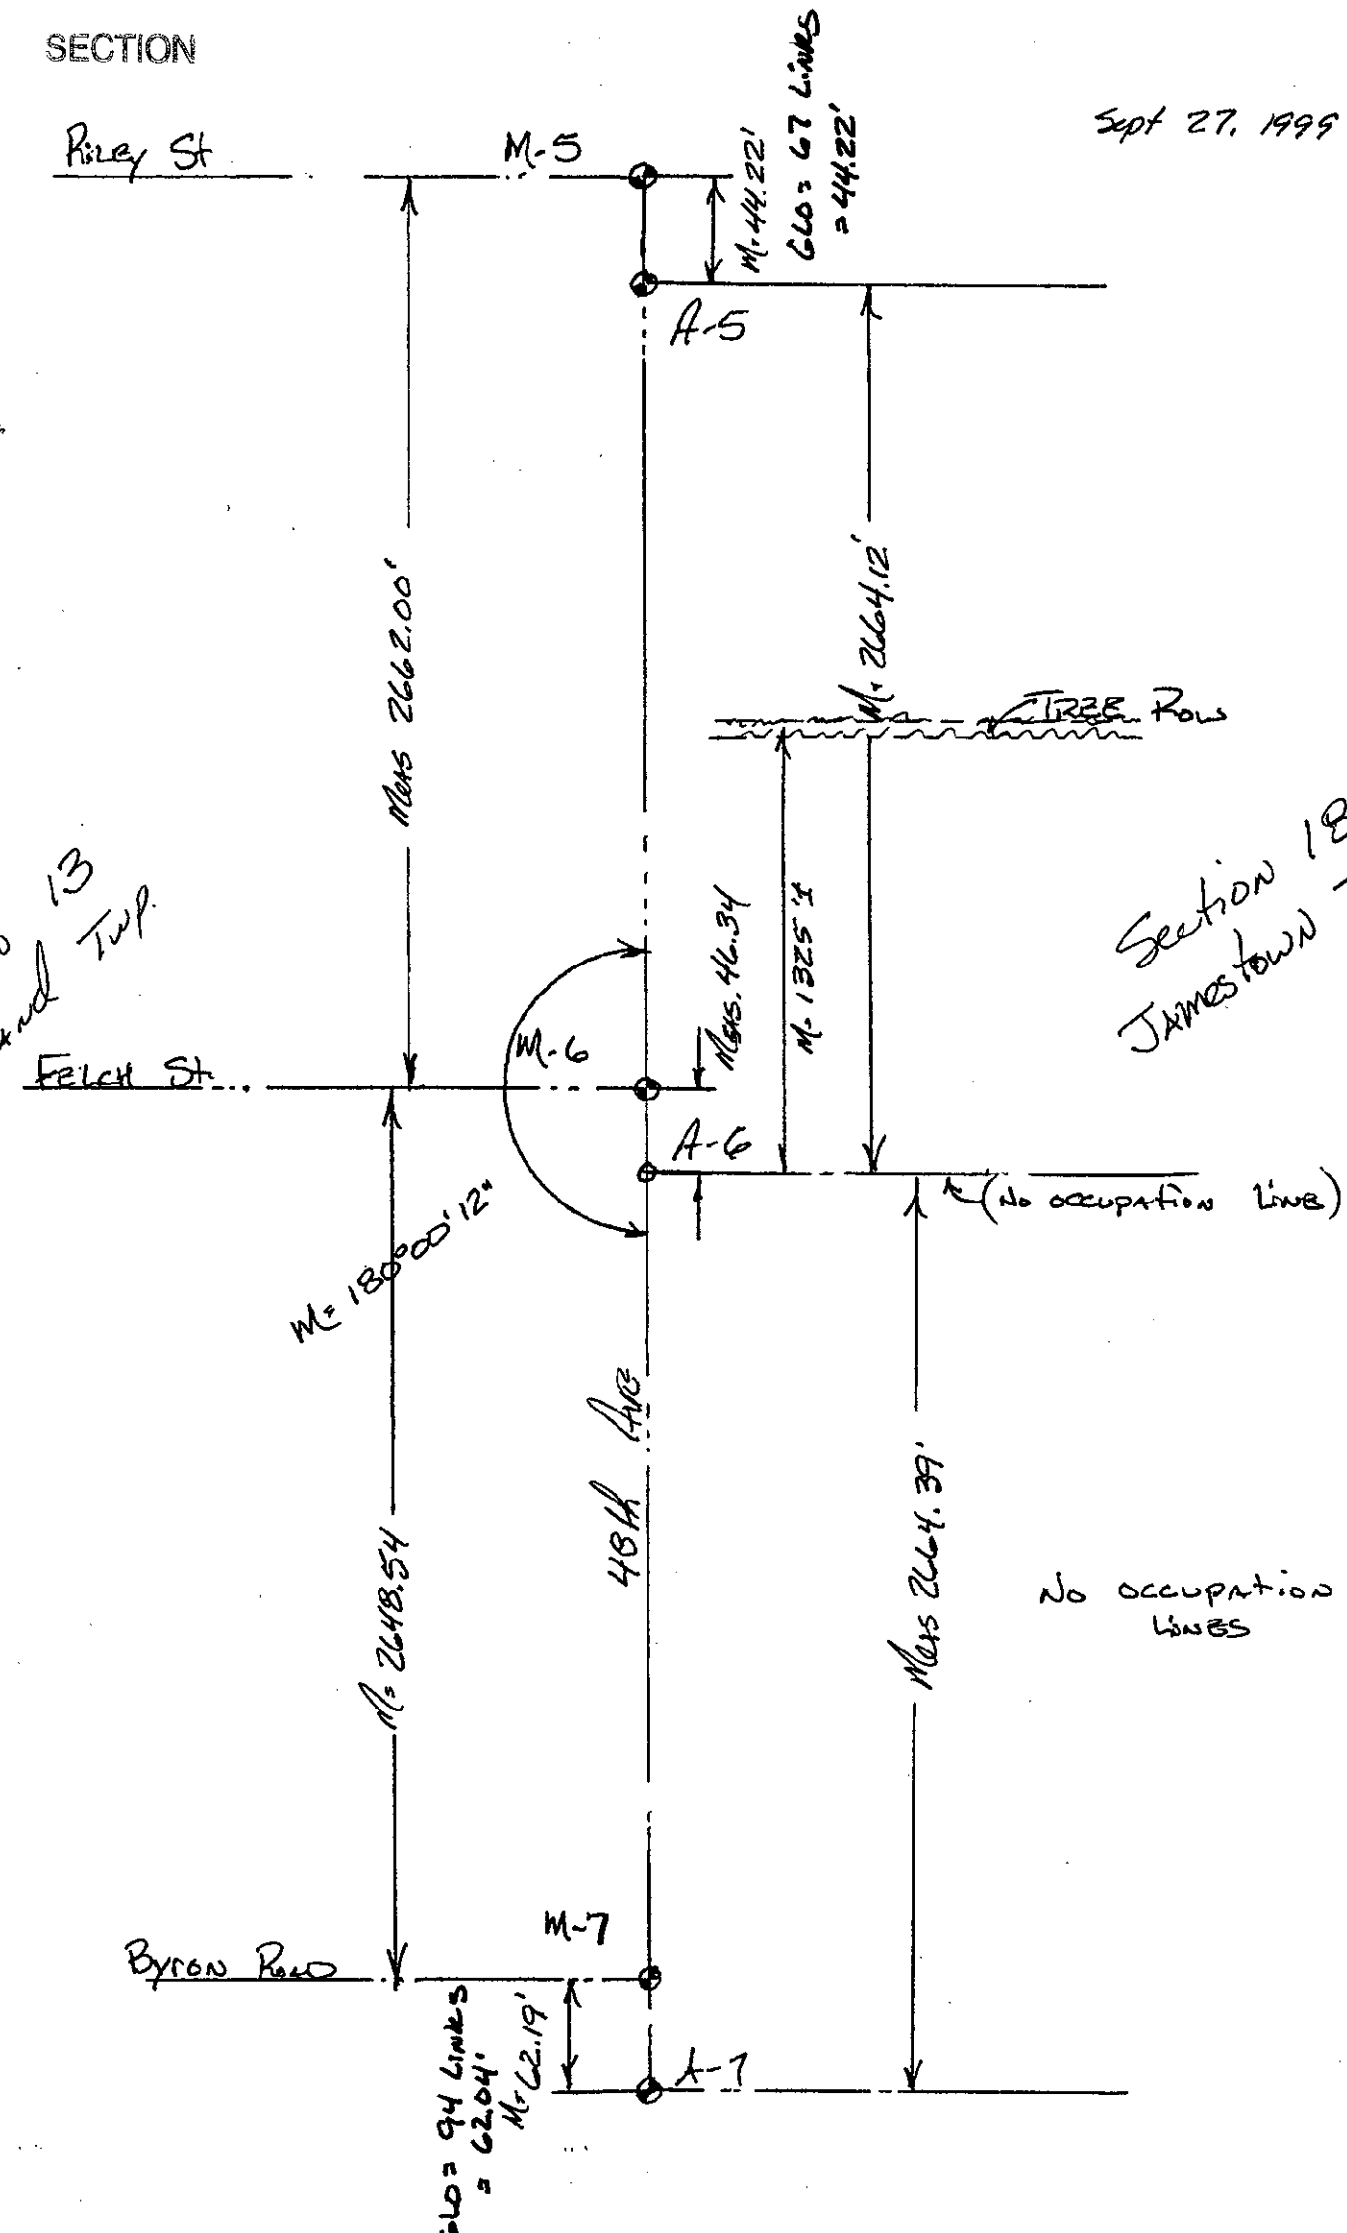 SECTION
Sept 27, 1999
Riley St
M-5
M=44.22'
GLO = 67 Links
= 44.22'
A-5
Meas 2662.00'
M= 2664.12'
TREE Row
13
Twp.
Section 18
Jamestown
Meas. 46.34
M= 1325'±
M-6
FELCH St.
A-6
(No occupation Line)
M= 180°00'12"
48th Ave
M= 2648.54
Meas 2664.39'
No occupation
Lines
M-7
Byron Road
GLO = 94 Links
= 62.04'
M=62.19'
A-7